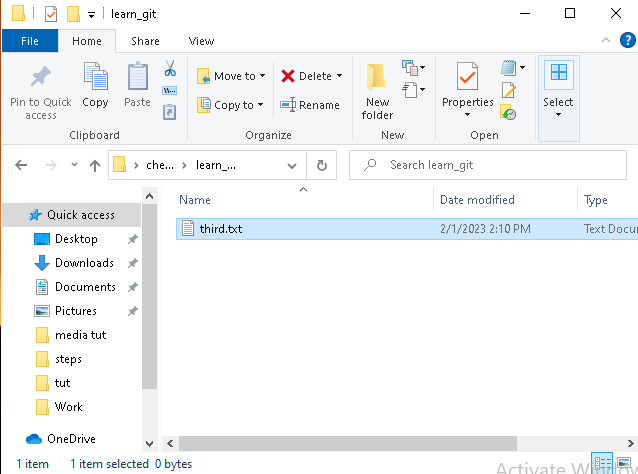 learn_git
File Home Share View
Pin to Quick access
Copy
Paste
Clipboard
Move to
Copy to
Delete
Rename
Organize
New folder
New
Properties
Open
Select
che... learn_...
Search learn_git
Name Date modified Type
third.txt 2/1/2023 2:10 PM Text Docu
Quick access
Desktop
Downloads
Documents
Pictures
media tut
steps
tut
Work
OneDrive
Activate Window
1 item 1 item selected 0 bytes